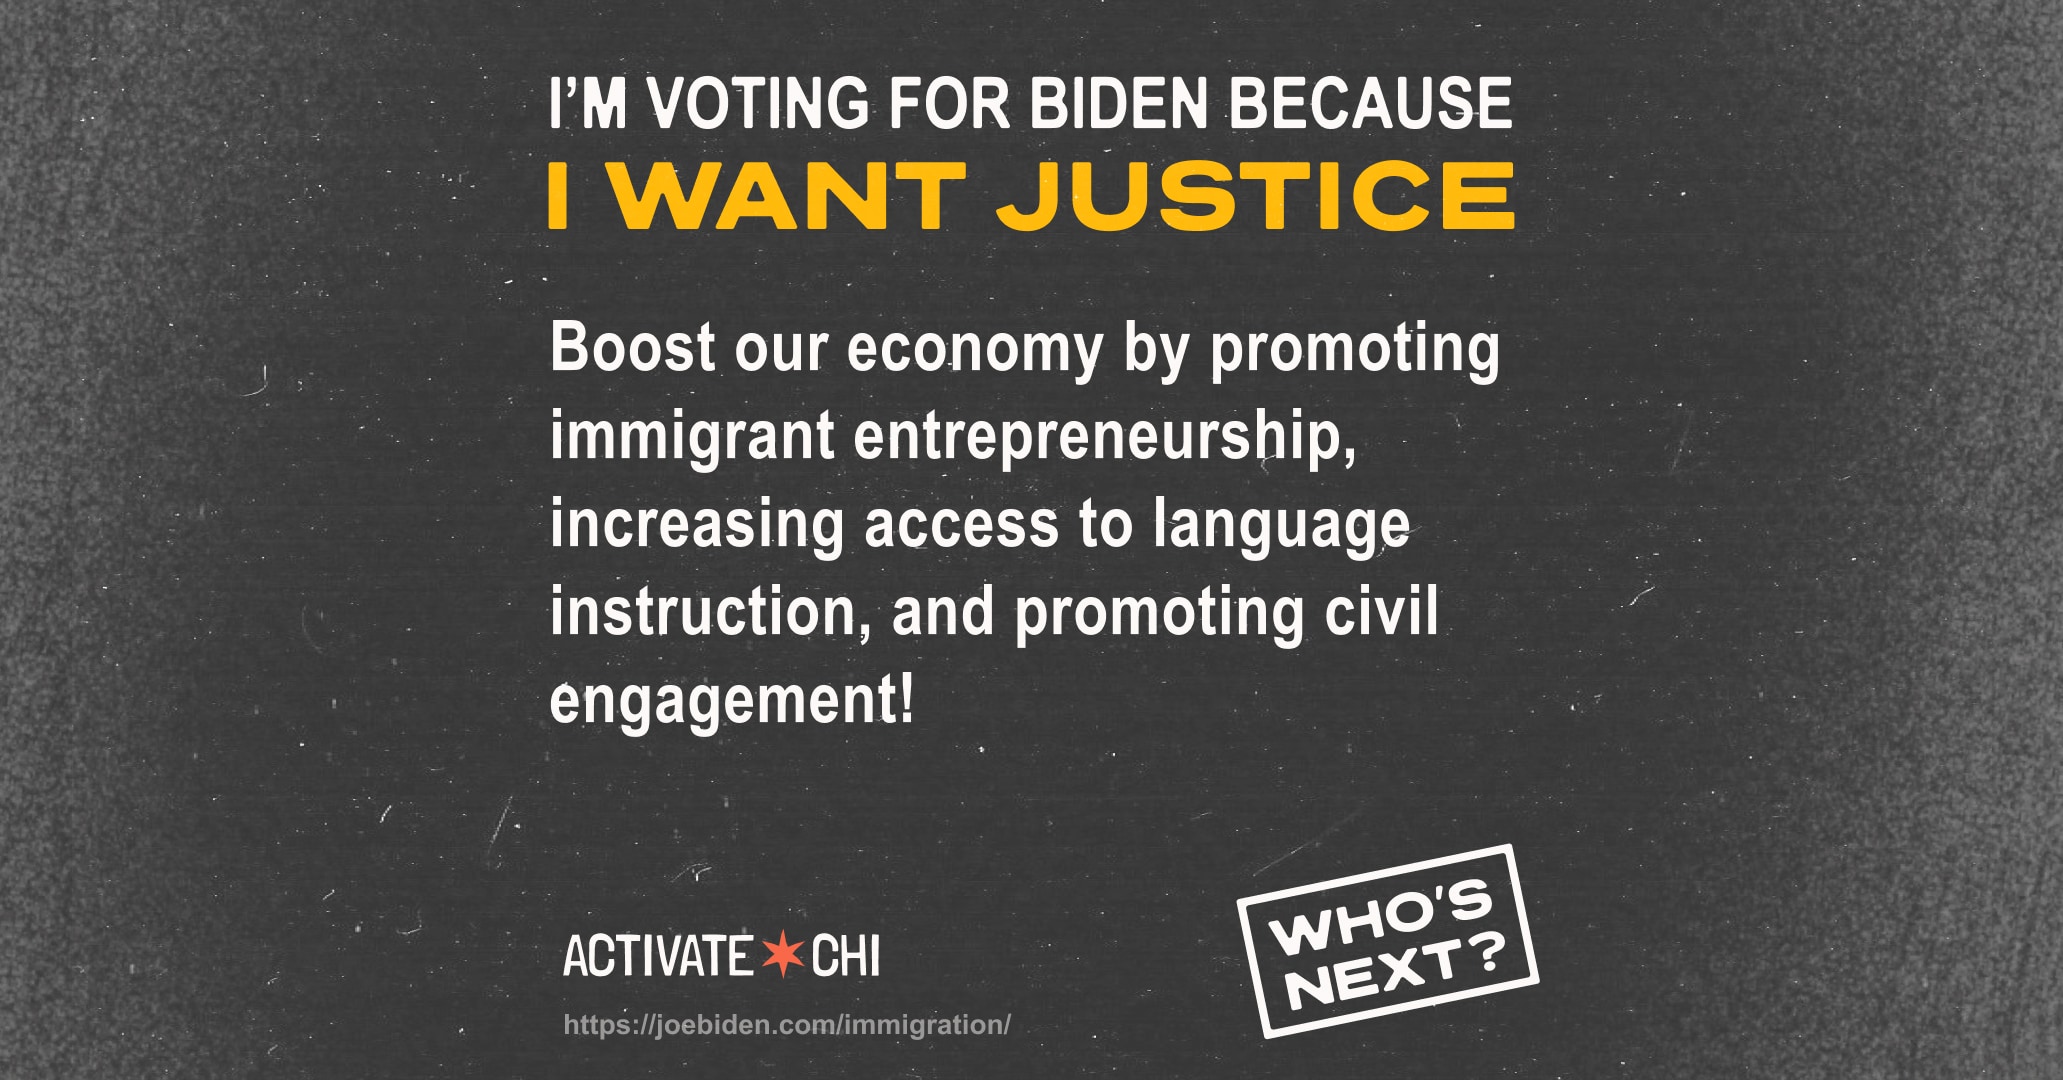 I’M VOTING FOR BIDEN BECAUSE
I WANT JUSTICE
Boost our economy by promoting
immigrant entrepreneurship,
increasing access to language
instruction, and promoting civil
engagement!
ACTIVATE CHI
https://joebiden.com/immigration/
WHO'S
NEXT?